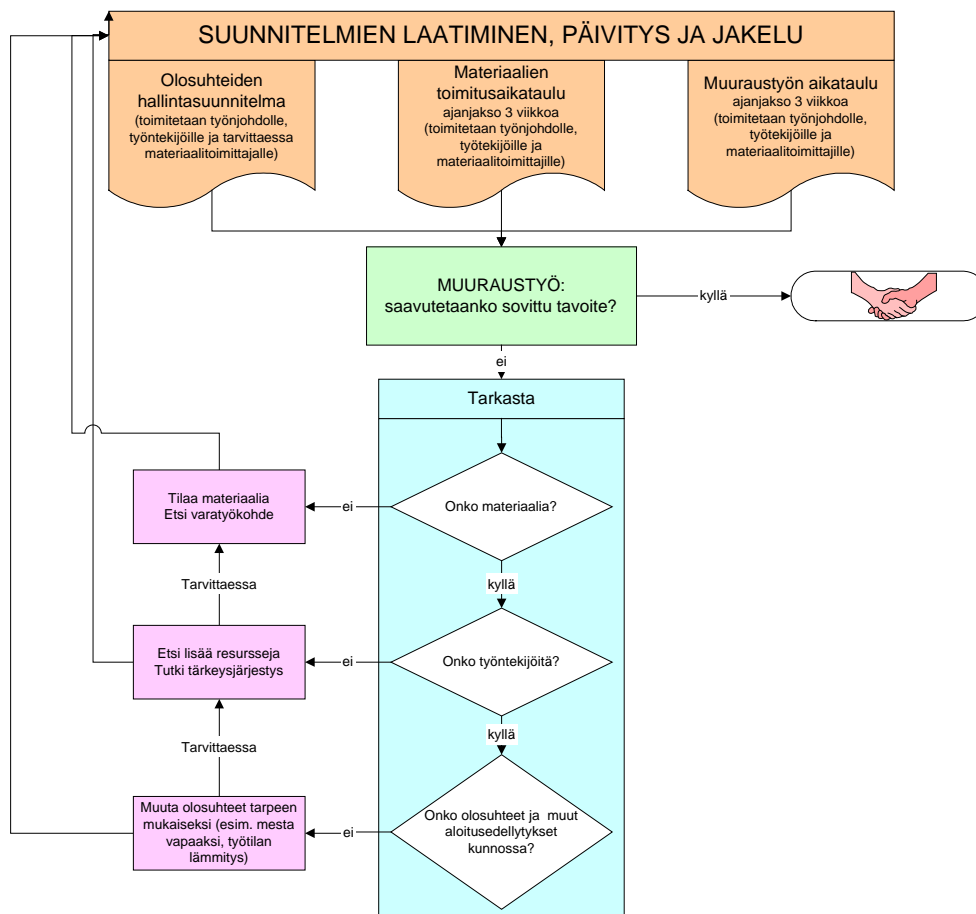 SUUNNITELMIEN LAATIMINEN, PÄIVITYS JA JAKELU
Olosuhteiden
hallintasuunnitelma
(toimitetaan työnjohdolle,
työntekijöille ja tarvittaessa
materiaalitoimittajalle)
Materiaalien
toimitusaikataulu
ajanjakso 3 viikkoa
(toimitetaan työnjohdolle,
työtekijöille ja
materiaalitoimittajille)
Muuraustyön aikataulu
ajanjakso 3 viikkoa
(toimitetaan työnjohdolle,
työtekijöille ja
materiaalitoimittajille)
MUURAUSTYÖ:
saavutetaanko sovittu tavoite?
kyllä
ei
Tarkasta
Onko materiaalia?
ei
Tilaa materiaalia
Etsi varatyökohde
kyllä
Tarvittaessa
Onko työntekijöitä?
ei
Etsi lisää resursseja
Tutki tärkeysjärjestys
kyllä
Tarvittaessa
Onko olosuhteet ja muut
aloitusedellytykset
kunnossa?
ei
Muuta olosuhteet tarpeen
mukaiseksi (esim. mesta
vapaaksi, työtilan
lämmitys)